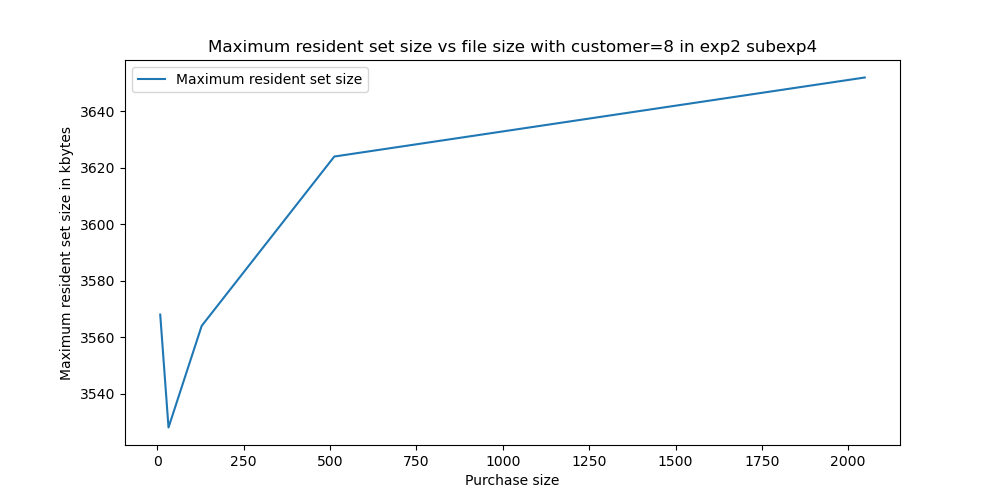 Maximum resident set size vs file size with customer=8 in exp2 subexp4
Maximum resident set size
Maximum resident set size in kbytes
3640
3620
3600
3580
3560
3540
0 250 500 750 1000 1250 1500 1750 2000
Purchase size